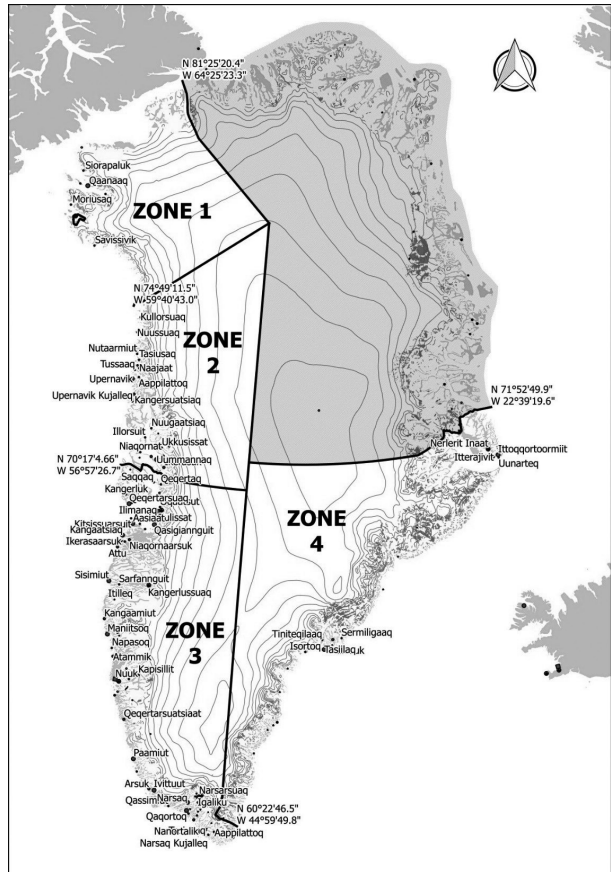 N 81°25'20.4"
W 64°25'23.3"
Siorapaluk
Qaanaaq
Moriusaq
ZONE 1
Savissivik
N 74°49'11.5"
W 59°40'43.0"
Kullorsuaq
Nuussuaq
ZONE
2
Nutaarmiut
Tasiusaq
Tussaaq
Naajaat
Upernavik
Aappilattoq
Upernavik Kujalleq
Kangersuatsiaq
N 71°52'49.9"
W 22°39'19.6"
Nuugaatsiaq
Illorsuit
Ukkusissat
Niaqornat
Nerlerit Inaat
Ittoqqortoormiit
Itterajivit
Uunarteq
N 70°17'4.66"
W 56°57'26.7"
Uummannaq
Saqqaq
Qeqertaq
Kangerluk
Qeqertarsuaq
Ilimanaq
Kitsissuarsuit
Kangaatsiaq
Qasigiannguit
Ikerasaarsuk
Niaqornaarsuk
Attu
ZONE
4
Sisimiut
Sarfannguit
Itilleq
Kangerlussuaq
Kangaamiut
Maniitsoq
ZONE
3
Napasoq
Atammik
Kapisillit
Nuuk
Tiniteqilaaq
Sermiligaaq
Isortoq
Qeqertarsuatsiaat
Paamiut
Arsuk
Ivittuut
Narsarsuaq
Narsaq
Igaliku
Qaqortoq
N 60°22'46.5"
W 44°59'49.8"
Aappilattoq
Narsaq Kujalleq